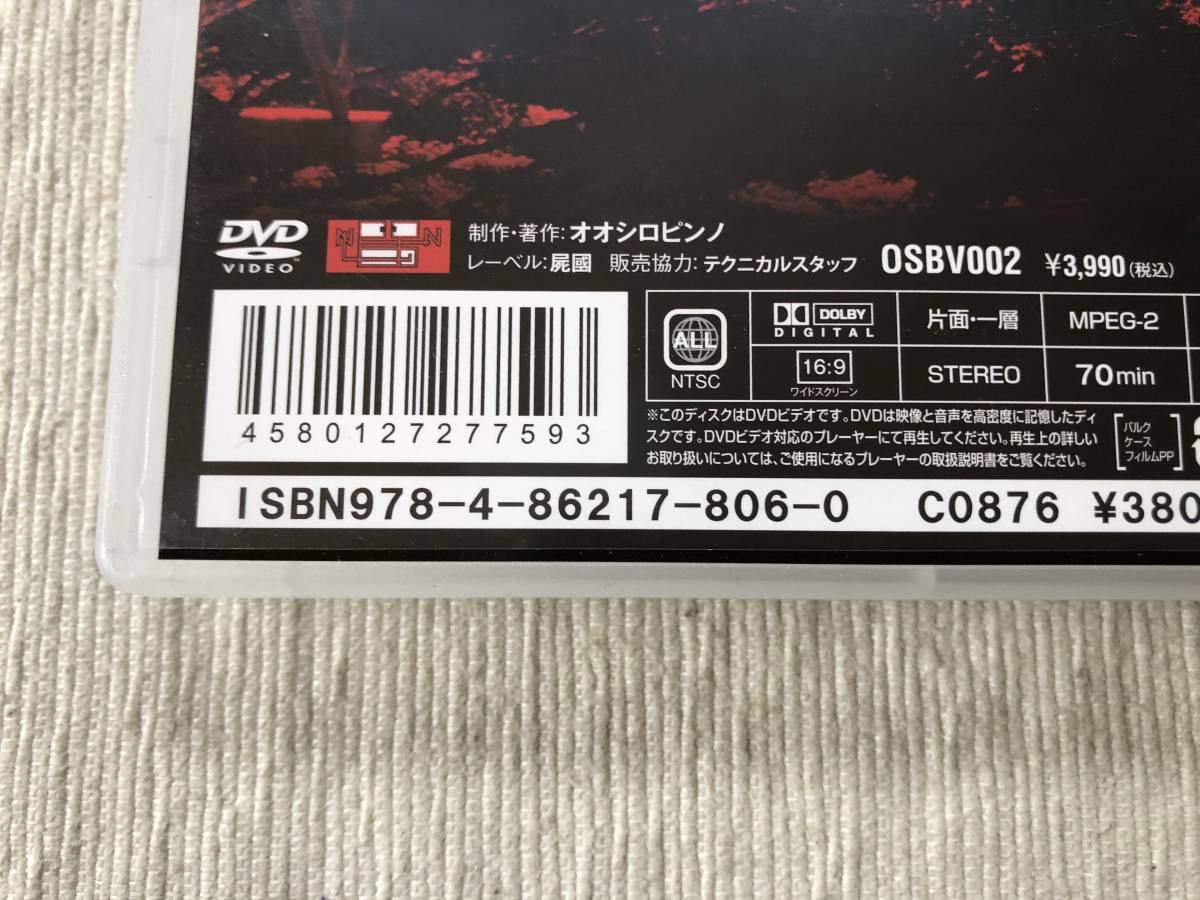 DVD
VIDEO
制作・著作：オオシロピンノ
レーベル：屍國 販売協力：テクニカルスタッフ
OSBV002 ¥3,990(税込)
4580127277593
ALL
NTSC
DOLBY
DIGITAL
片面・一層
MPEG-2
16:9
ワイドスクリーン
STEREO
70min
※このディスクはDVDビデオです。DVDは映像と音声を高密度に記憶したディ
スクです。DVDビデオ対応のプレーヤーにて再生してください。再生上の詳しい
お取り扱いについては、ご使用になるプレーヤーの取扱説明書をご覧ください。
バルク
ケース
フィルムPP
ISBN978-4-86217-806-0 C0876 ¥380